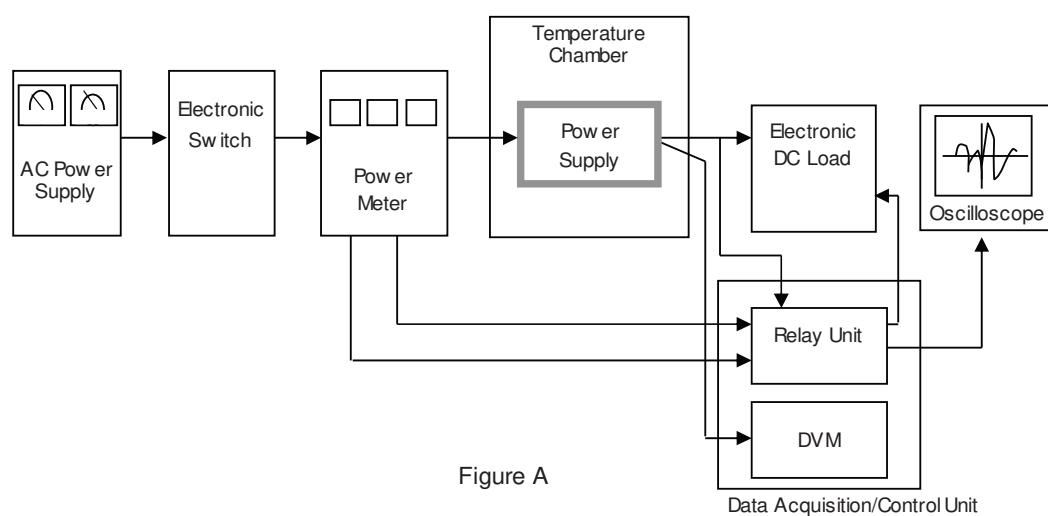 Temperature
Chamber
AC Power
Supply
Electronic
Switch
Power
Meter
Power
Supply
Electronic
DC Load
Oscilloscope
Relay Unit
DVM
Figure A
Data Acquisition/Control Unit